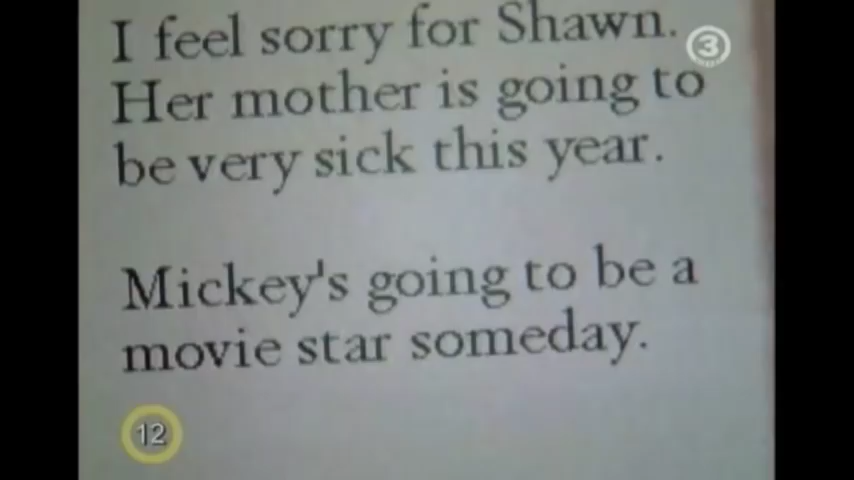 I feel sorry for Shawn.
3
Her mother is going to
be very sick this year.
Mickey's going to be a
movie star someday.
12